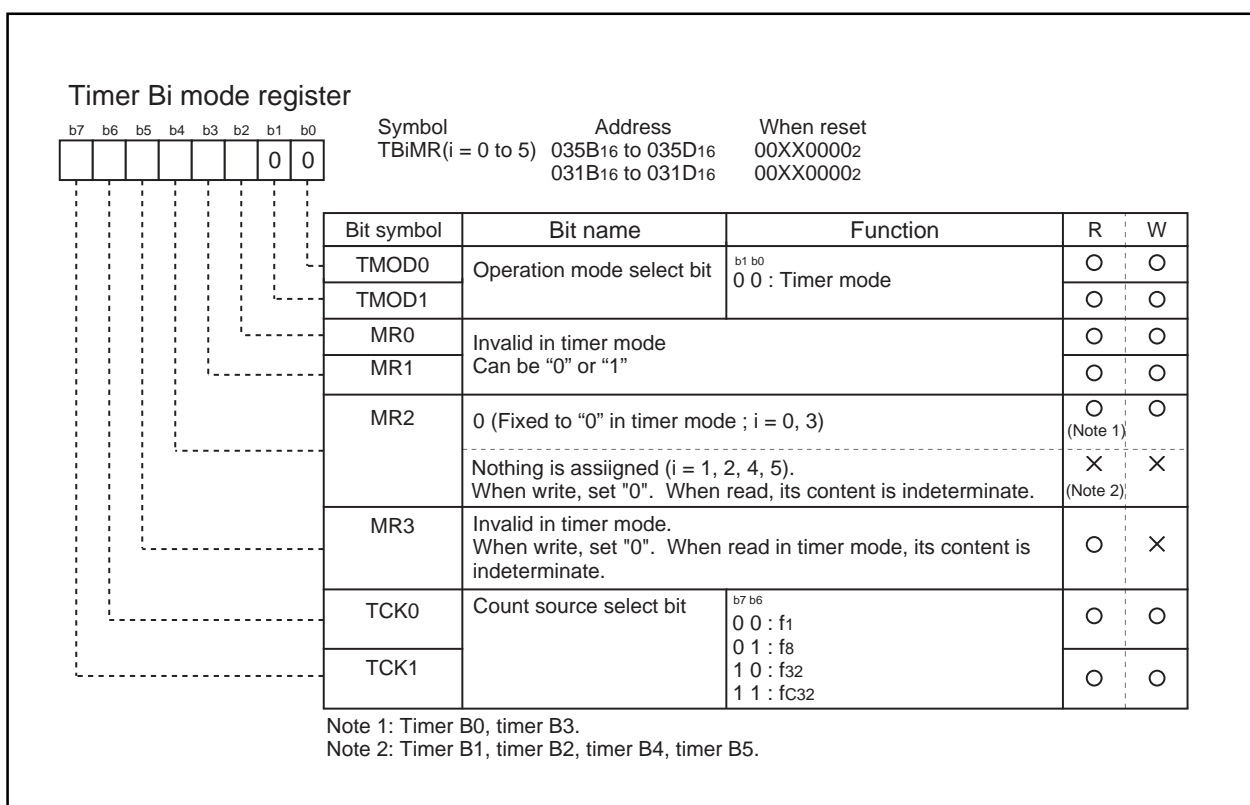 Timer Bi mode register
b7 b6 b5 b4 b3 b2 b1 b0
0 0
Symbol Address When reset
TBiMR(i = 0 to 5) 035B16 to 035D16 00XX00002
031B16 to 031D16 00XX00002
Bit symbol Bit name Function R W
TMOD0 Operation mode select bit b1 b0
0 0 : Timer mode
TMOD1
MR0 Invalid in timer mode
MR1 Can be “0” or “1”
MR2 0 (Fixed to “0” in timer mode ; i = 0, 3) (Note 1)
Nothing is assiigned (i = 1, 2, 4, 5).
When write, set "0". When read, its content is indeterminate. (Note 2)
MR3 Invalid in timer mode.
When write, set "0". When read in timer mode, its content is
indeterminate.
TCK0 Count source select bit b7 b6
0 0 : f1
0 1 : f8
TCK1 1 0 : f32
1 1 : fC32
Note 1: Timer B0, timer B3.
Note 2: Timer B1, timer B2, timer B4, timer B5.